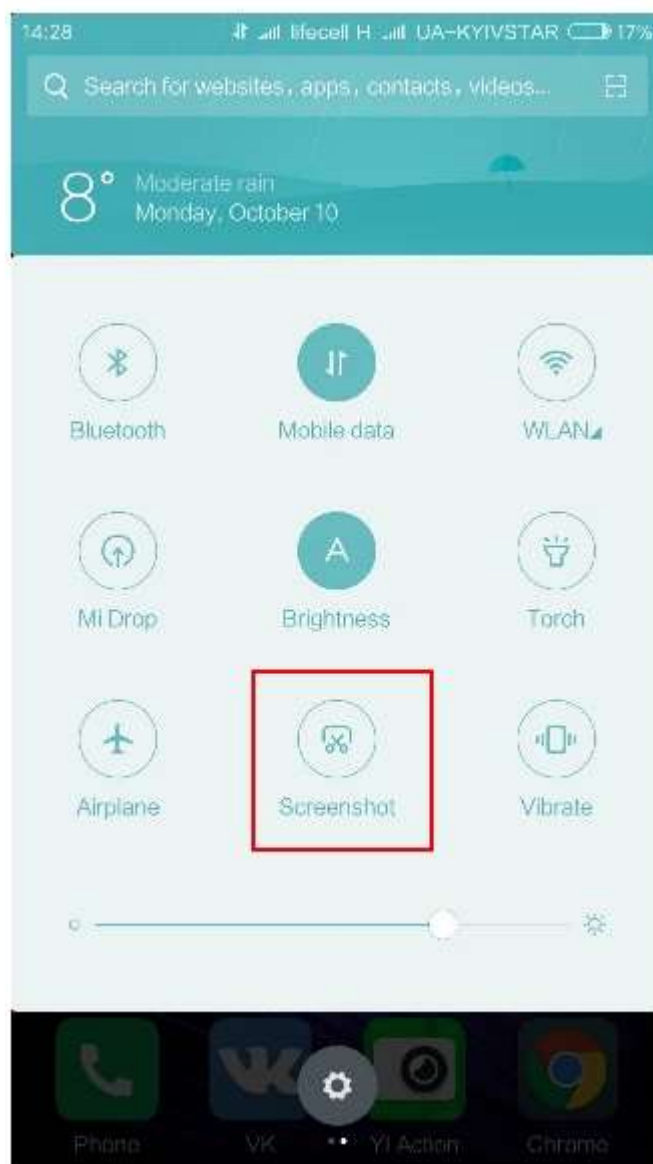 14:28 lifecell H UA-KYIVSTAR 17%
Search for websites, apps, contacts, videos...
8° Moderate rain
Monday, October 10
Bluetooth Mobile data WLAN
Mi Drop A Brightness Torch
Airplane Screenshot Vibrate
Phone VK YI Action Chrome